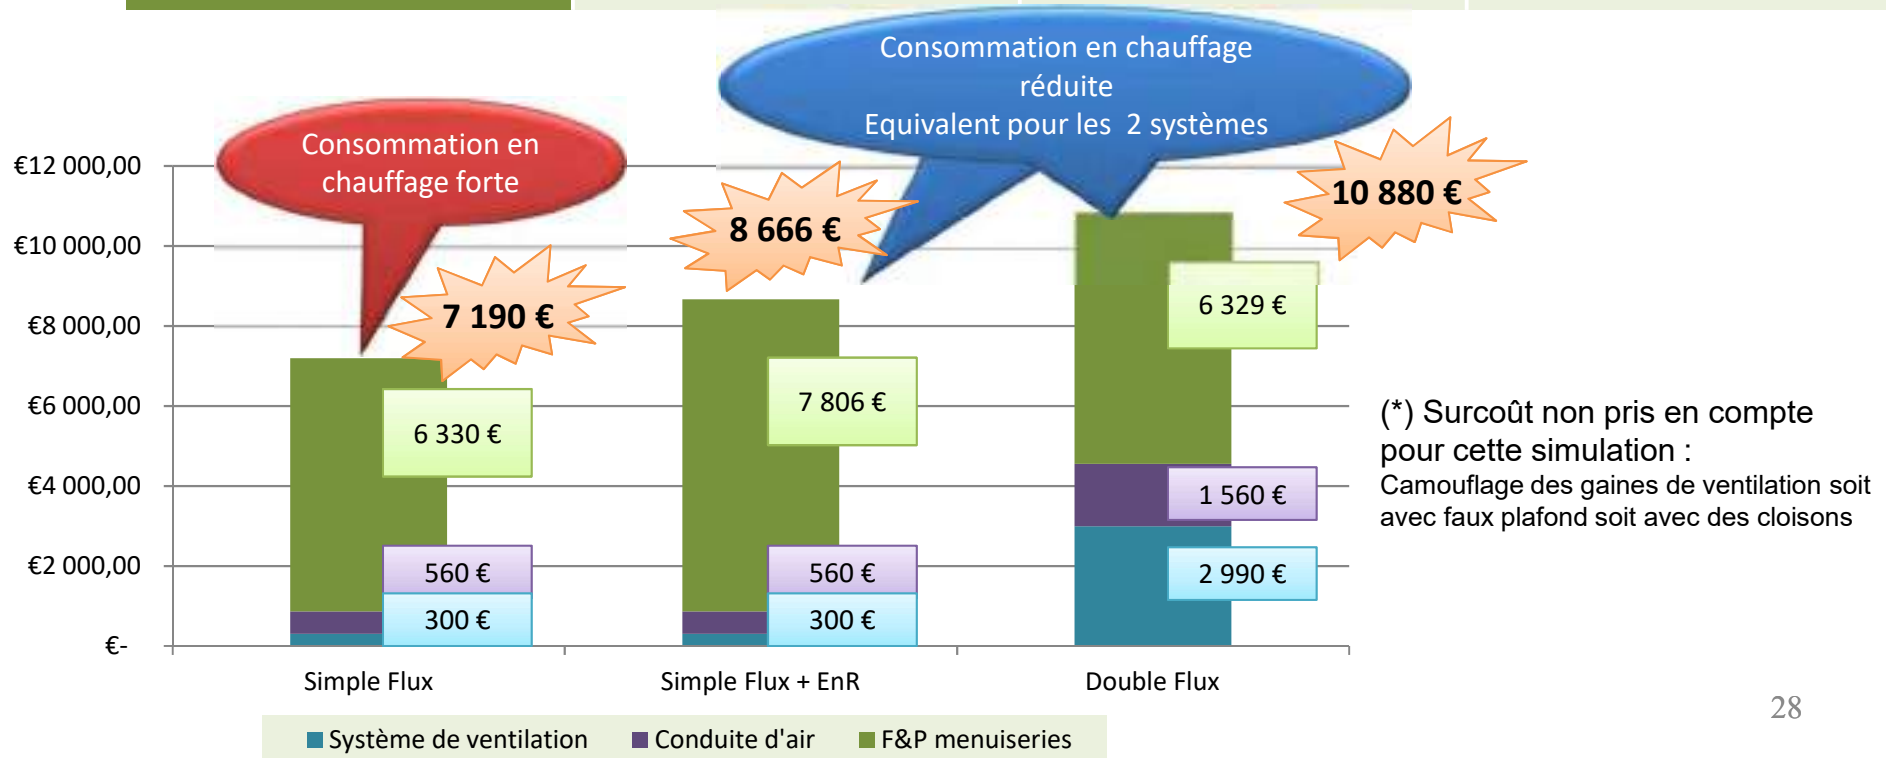 Consommation en chauffage
réduite
Equivalent pour les 2 systèmes
Consommation en
chauffage forte
€12 000,00
€10 000,00
€8 000,00
€6 000,00
€4 000,00
€2 000,00
€-
7 190 €
8 666 €
10 880 €
6 330 €
560 €
300 €
7 806 €
560 €
300 €
6 329 €
1 560 €
2 990 €
(*) Surcoût non pris en compte
pour cette simulation :
Camouflage des gaines de ventilation soit
avec faux plafond soit avec des cloisons
Simple Flux
Simple Flux + EnR
Double Flux
Système de ventilation
Conduite d'air
F&P menuiseries
28